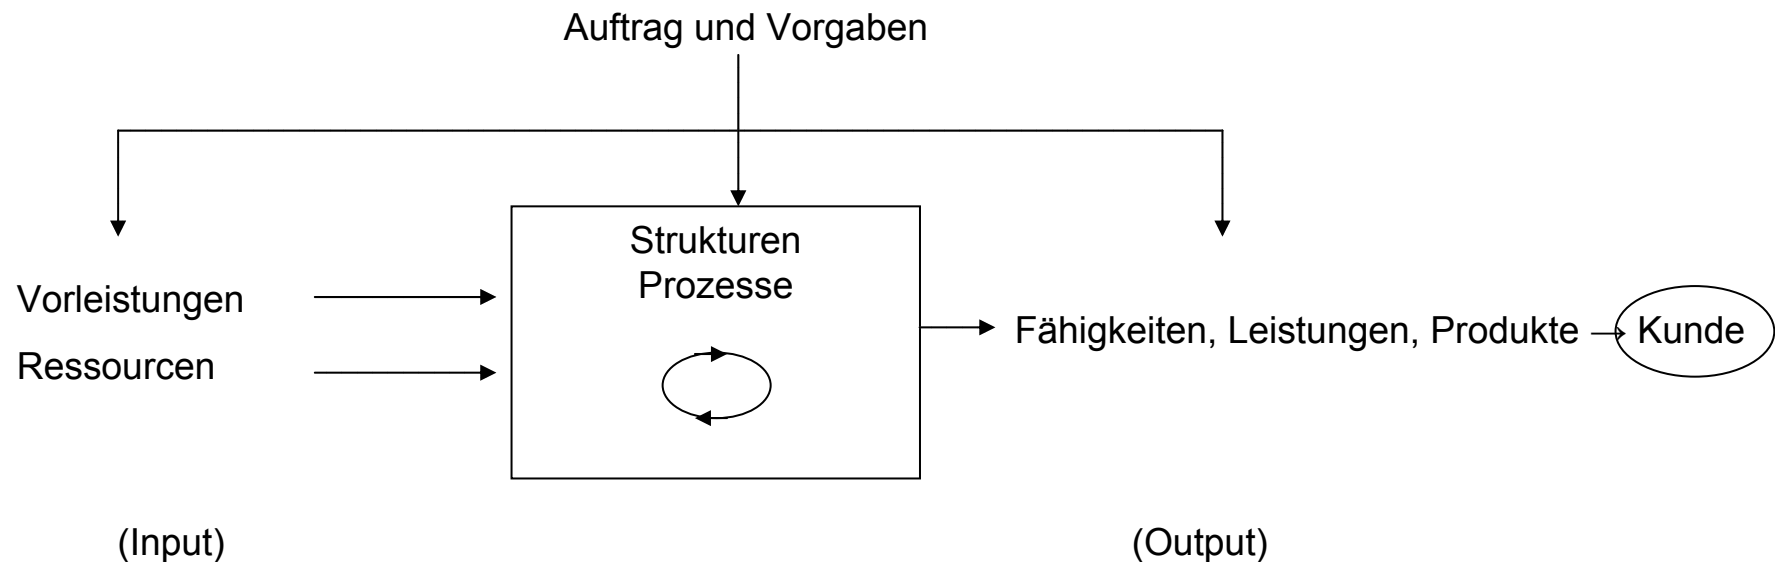 Auftrag und Vorgaben
Strukturen
Prozesse
Vorleistungen
Ressourcen
Fähigkeiten, Leistungen, Produkte
Kunde
(Input)
(Output)